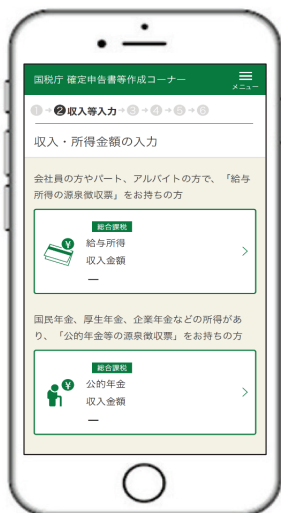 国税庁 確定申告書等作成コーナー
メニュー
①→❷収入等入力→③→④→⑤→⑥
収入・所得金額の入力
会社員の方やパート、アルバイトの方で、「給与
所得の源泉徴収票」をお持ちの方
総合課税
¥
給与所得
収入金額
ー
国民年金、厚生年金、企業年金などの所得があ
り、「公的年金等の源泉徴収票」をお持ちの方
総合課税
¥
公的年金
収入金額
ー